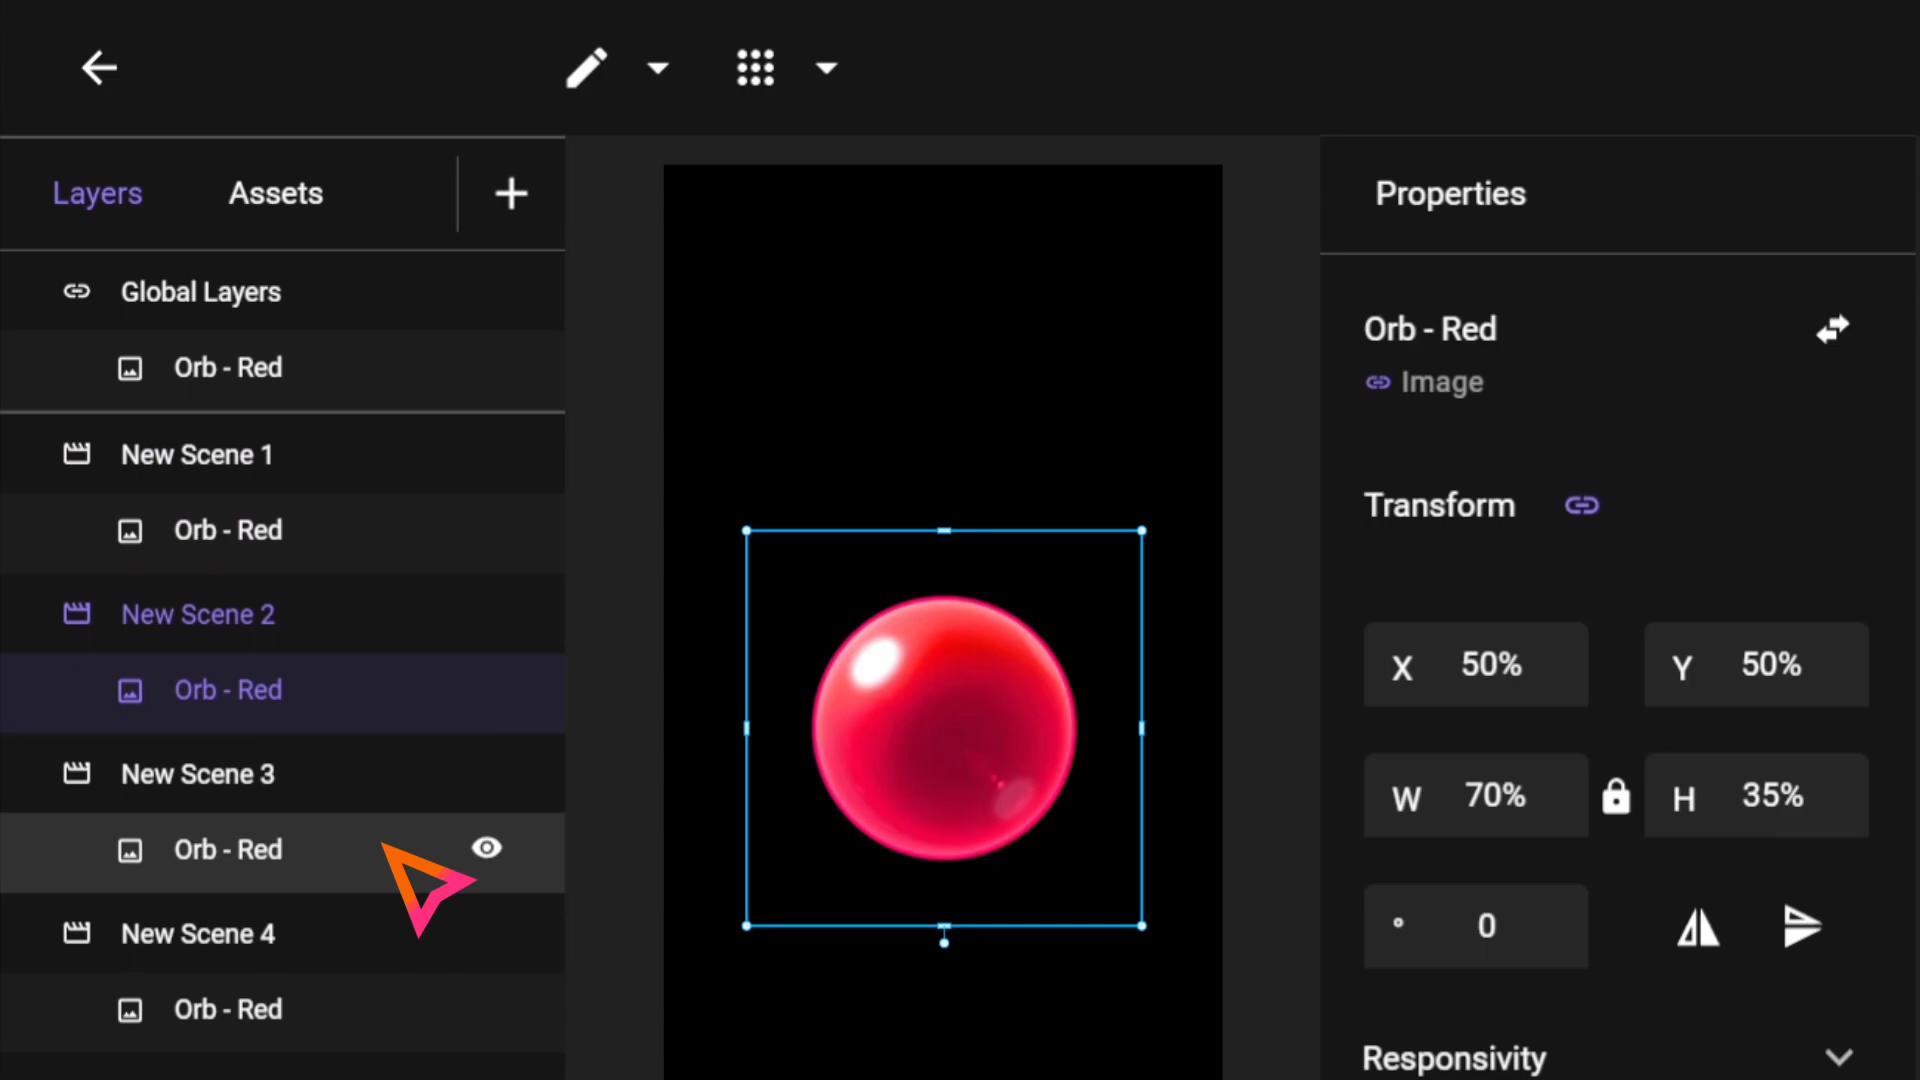 Layers Assets
Global Layers
Orb - Red
New Scene 1
Orb - Red
New Scene 2
Orb - Red
New Scene 3
Orb - Red
New Scene 4
Orb - Red
Properties
Orb - Red
Image
Transform
X 50% Y 50%
W 70% H 35%
° 0
Responsivity